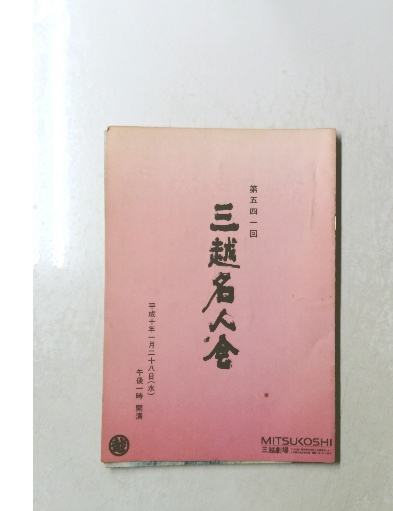 第五四一回
三越名人会
平成十年一月二十八日(水)
午後一時 開演
越
MITSUKOSHI
三越劇場